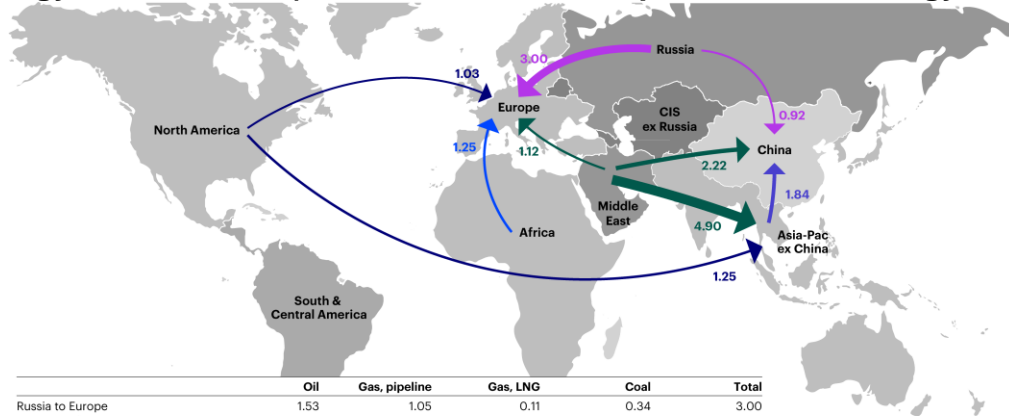 Russia
3.00
1.03
Europe
CIS
ex Russia
0.92
North America
China
1.25
1.12
2.22
1.84
Middle
East
4.90
Africa
Asia-Pac
ex China
1.25
South &
Central America
Oil Gas, pipeline Gas, LNG Coal Total
Russia to Europe 1.53 1.05 0.11 0.34 3.00